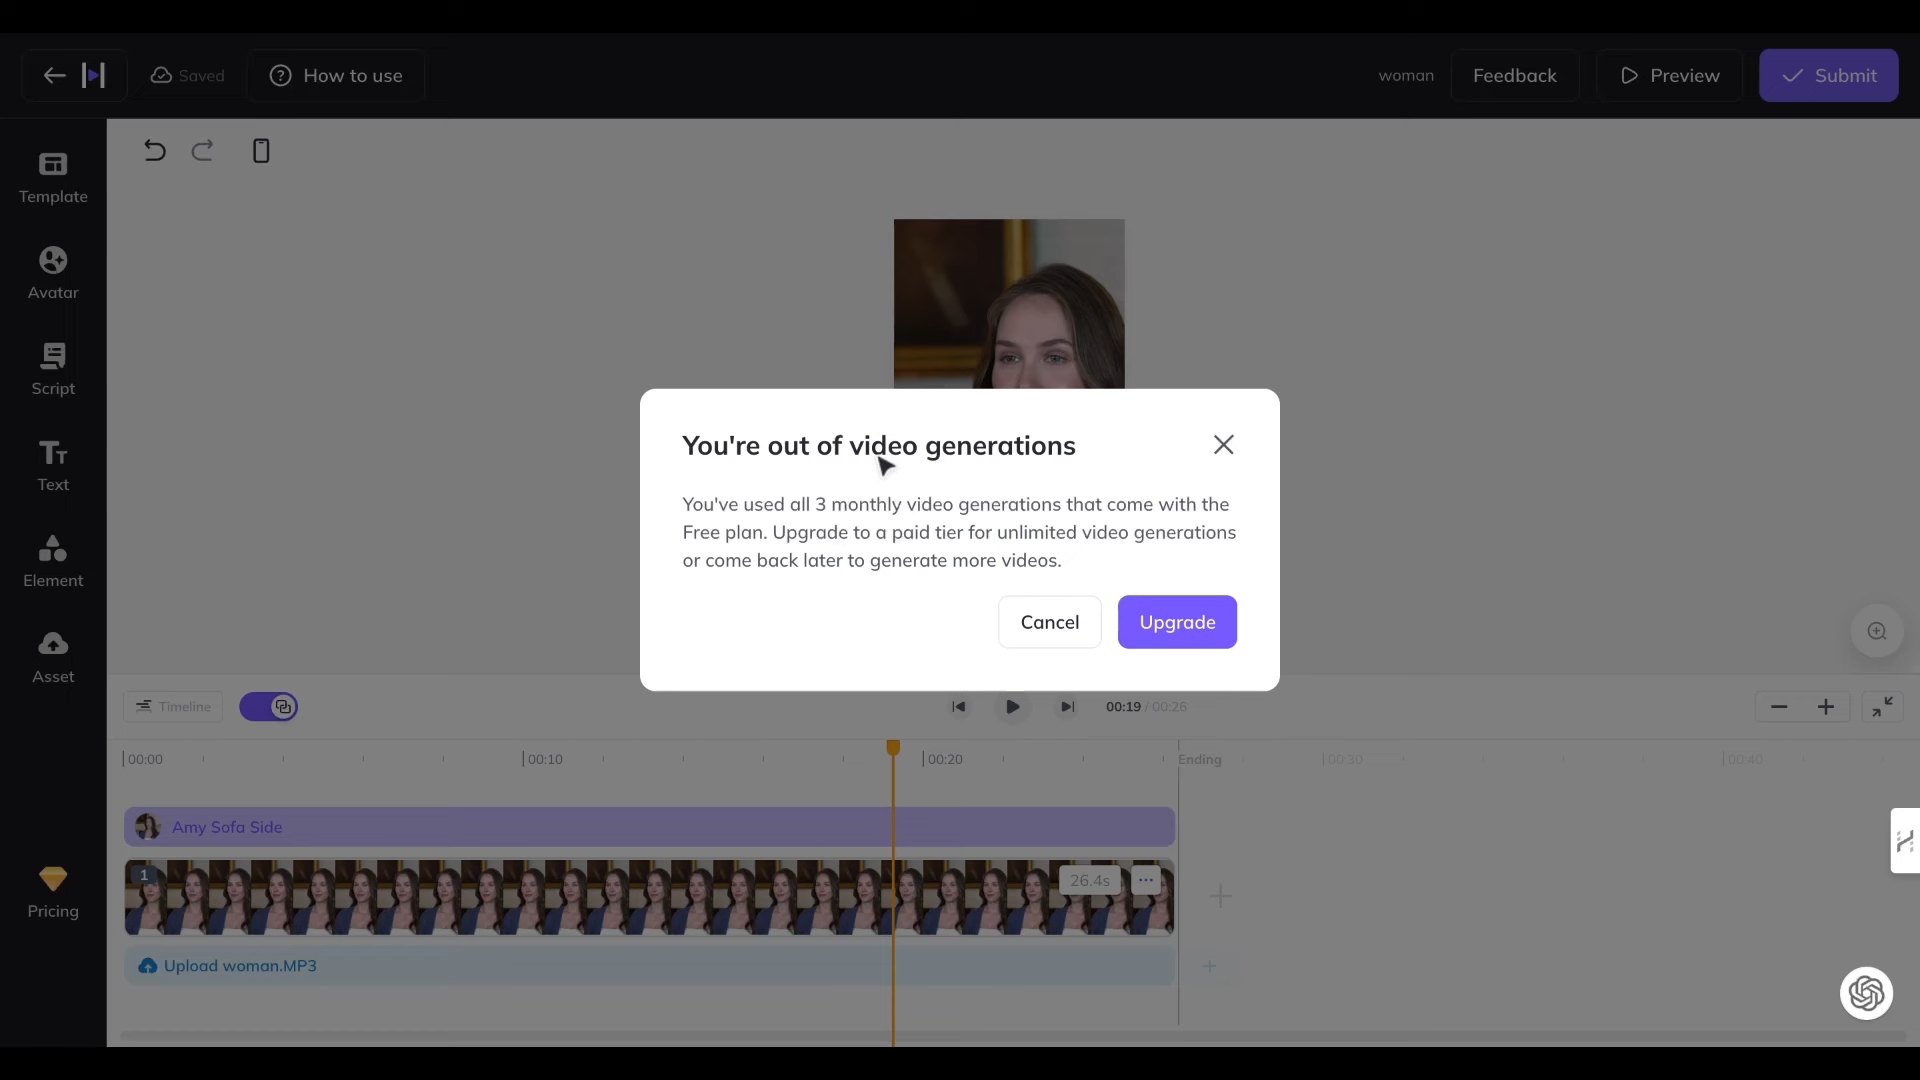 Saved
How to use
woman
Feedback
Preview
Submit
Template
Avatar
Script
Text
Element
Asset
Pricing
You're out of video generations
You've used all 3 monthly video generations that come with the
Free plan. Upgrade to a paid tier for unlimited video generations
or come back later to generate more videos.
Cancel
Upgrade
Timeline
00:19 / 00:26
00:00
00:10
00:20
Ending
00:30
00:40
Amy Sofa Side
1
26.4s
Upload woman.MP3